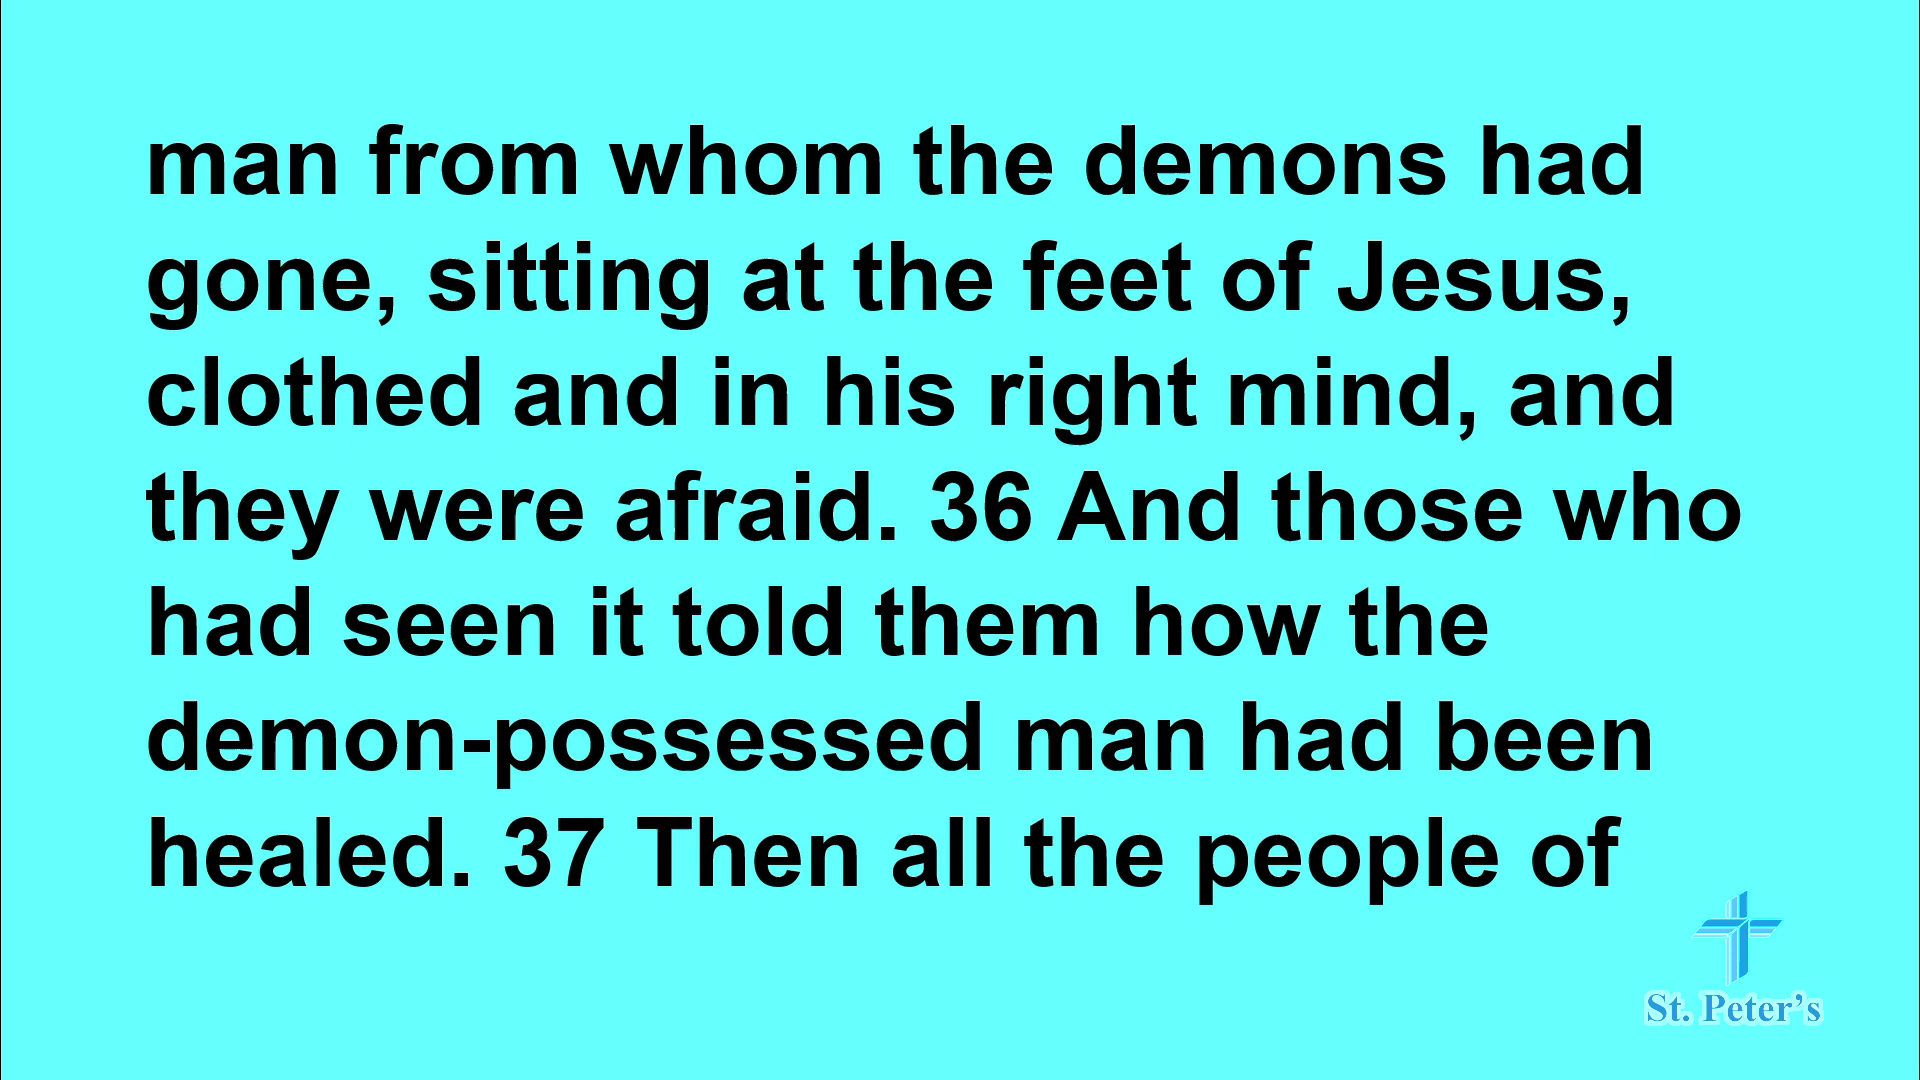 man from whom the demons had
gone, sitting at the feet of Jesus,
clothed and in his right mind, and
they were afraid. 36 And those who
had seen it told them how the
demon-possessed man had been
healed. 37 Then all the people of
St. Peter’s